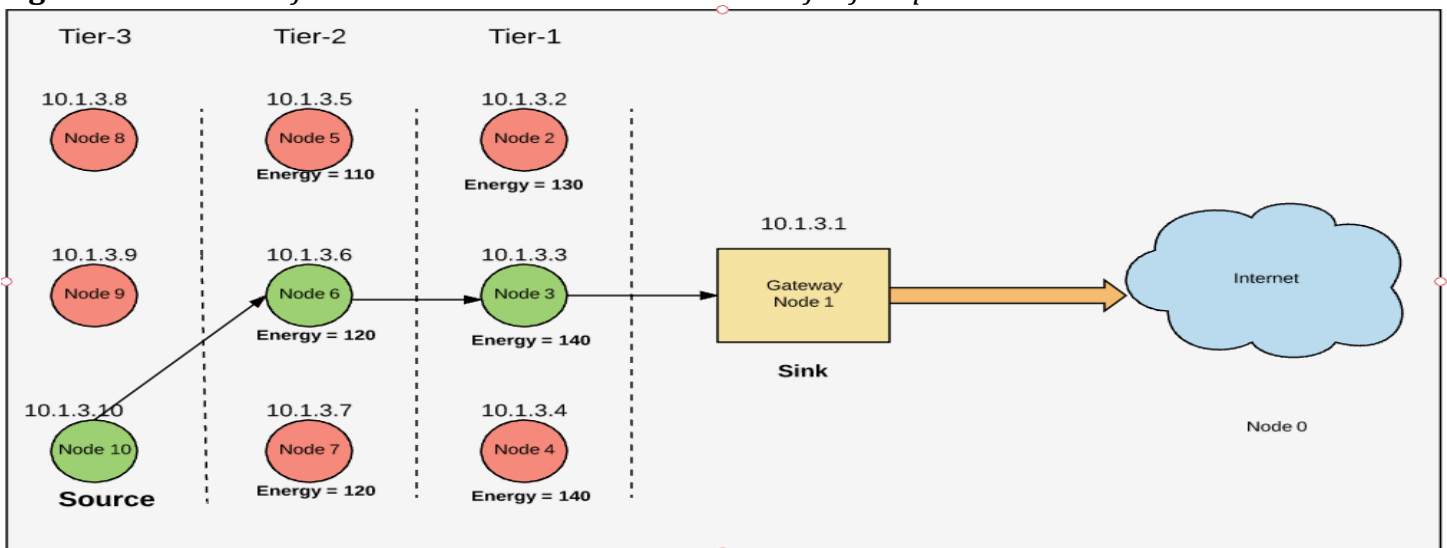 Tier-3 Tier-2 Tier-1
10.1.3.8 10.1.3.5 10.1.3.2
Node 8 Node 5 Node 2
Energy = 110
Energy = 130
10.1.3.1
10.1.3.9 10.1.3.6 10.1.3.3
Node 9 Node 6 Node 3
Gateway
Node 1
Internet
Energy = 120
Energy = 140
Sink
10.1.3.10 10.1.3.7 10.1.3.4
Node 0
Node 10 Node 7 Node 4
Energy = 120
Energy = 140
Source